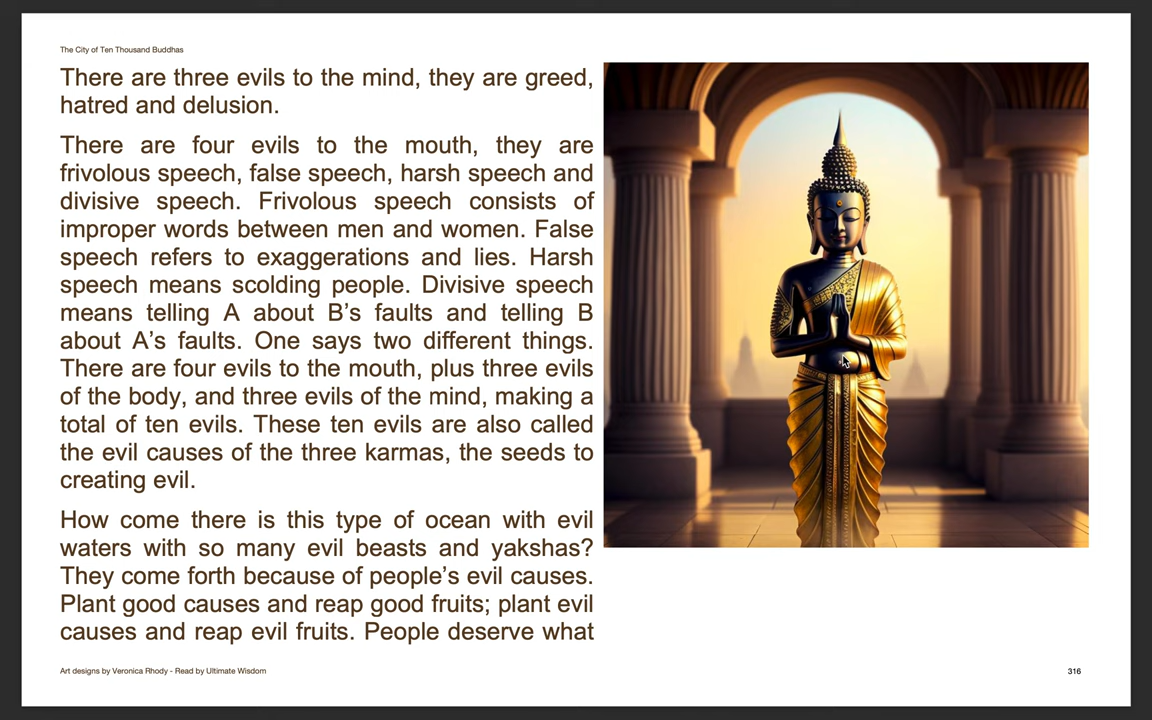 The City of Ten Thousand Buddhas
There are three evils to the mind, they are greed,
hatred and delusion.
There are four evils to the mouth, they are
frivolous speech, false speech, harsh speech and
divisive speech. Frivolous speech consists of
improper words between men and women. False
speech refers to exaggerations and lies. Harsh
speech means scolding people. Divisive speech
means telling A about B’s faults and telling B
about A’s faults. One says two different things.
There are four evils to the mouth, plus three evils
of the body, and three evils of the mind, making a
total of ten evils. These ten evils are also called
the evil causes of the three karmas, the seeds to
creating evil.
How come there is this type of ocean with evil
waters with so many evil beasts and yakshas?
They come forth because of people’s evil causes.
Plant good causes and reap good fruits; plant evil
causes and reap evil fruits. People deserve what
Art designs by Veronica Rhody - Read by Ultimate Wisdom
316